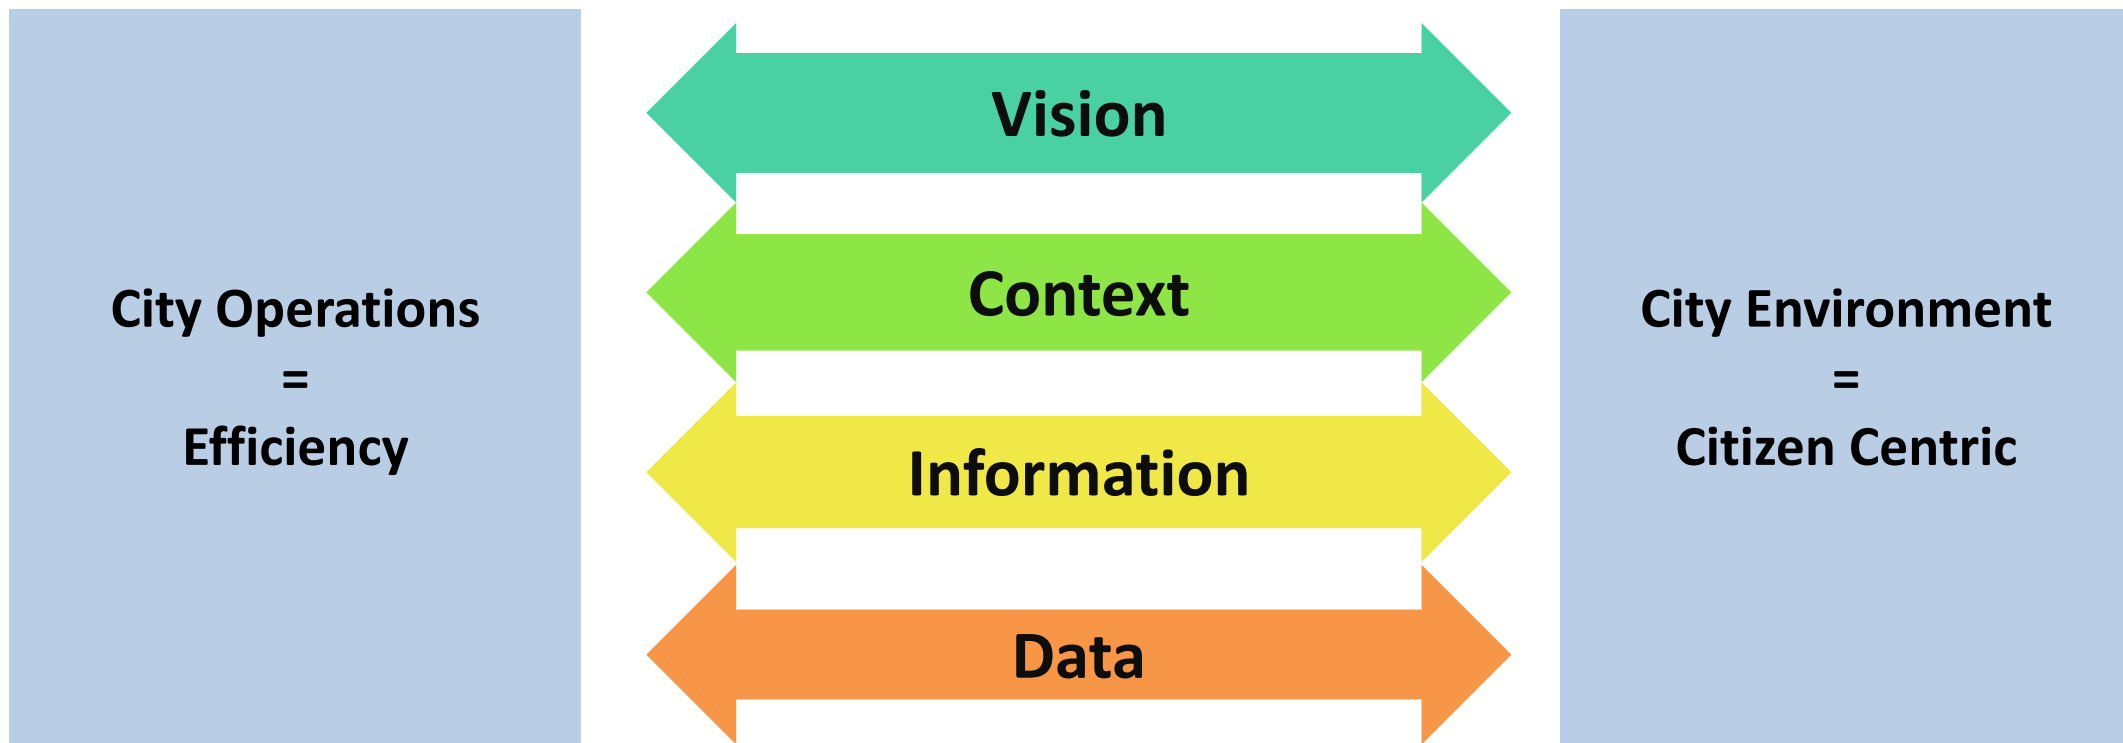 City Operations
=
Efficiency
Vision
Context
Information
Data
City Environment
=
Citizen Centric